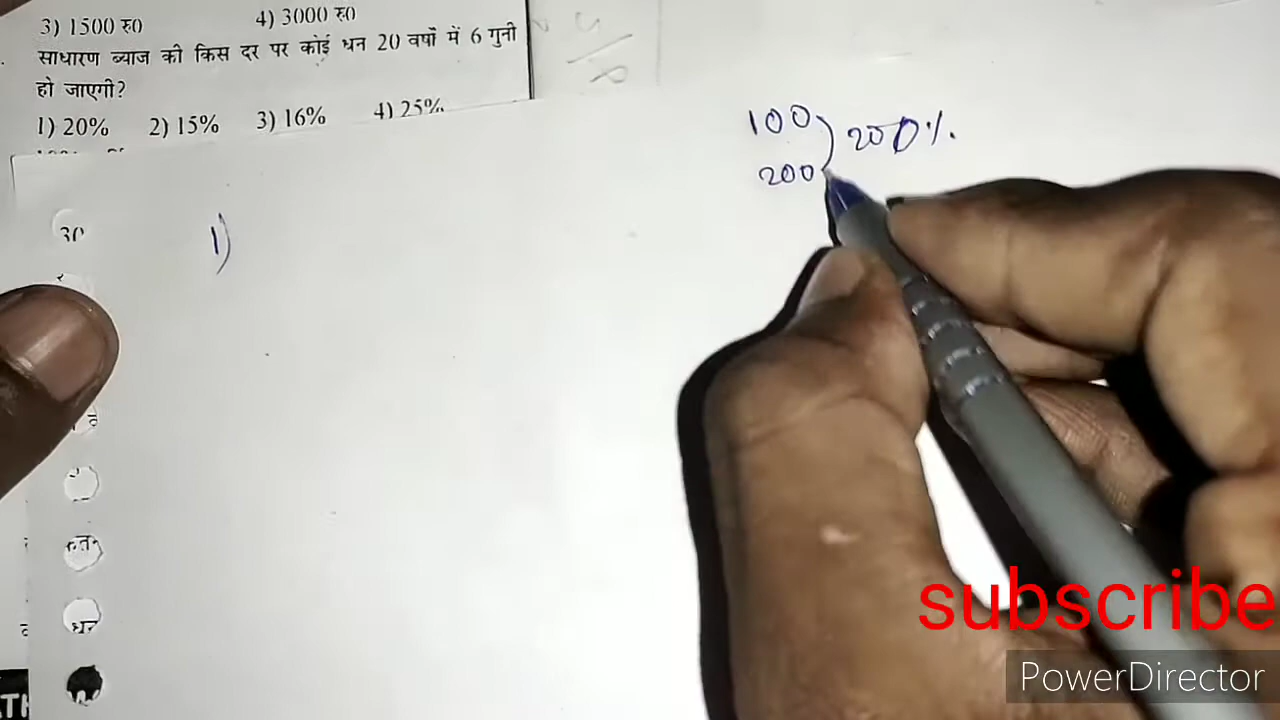 3) 1500 रु0 4) 3000 रु0
साधारण ब्याज की किस दर पर कोई धन 20 वर्षों में 6 गुनी
हो जाएगी?
1) 20% 2) 15% 3) 16% 4) 25%
100 200%
200
1)
30
subscribe
PowerDirector